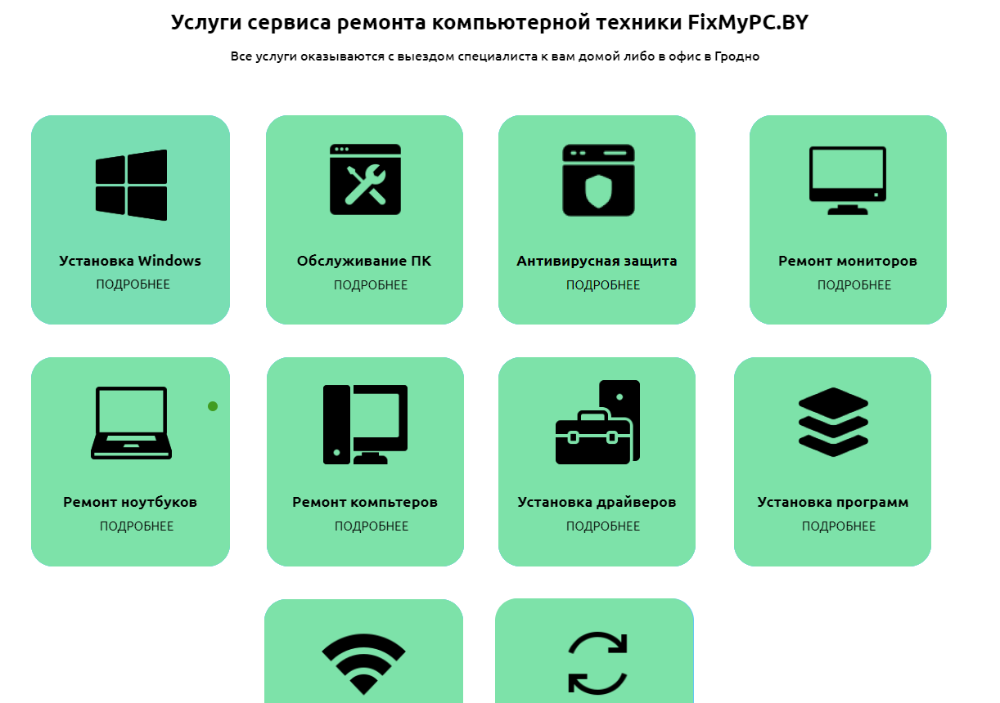 Услуги сервиса ремонта компьютерной техники FixMyPC.BY
Все услуги оказываются с выездом специалиста к вам домой либо в офис в Гродно
Установка Windows
ПОДРОБНЕЕ
Обслуживание ПК
ПОДРОБНЕЕ
Антивирусная защита
ПОДРОБНЕЕ
Ремонт мониторов
ПОДРОБНЕЕ
Ремонт ноутбуков
ПОДРОБНЕЕ
Ремонт компьтеров
ПОДРОБНЕЕ
Установка драйверов
ПОДРОБНЕЕ
Установка программ
ПОДРОБНЕЕ